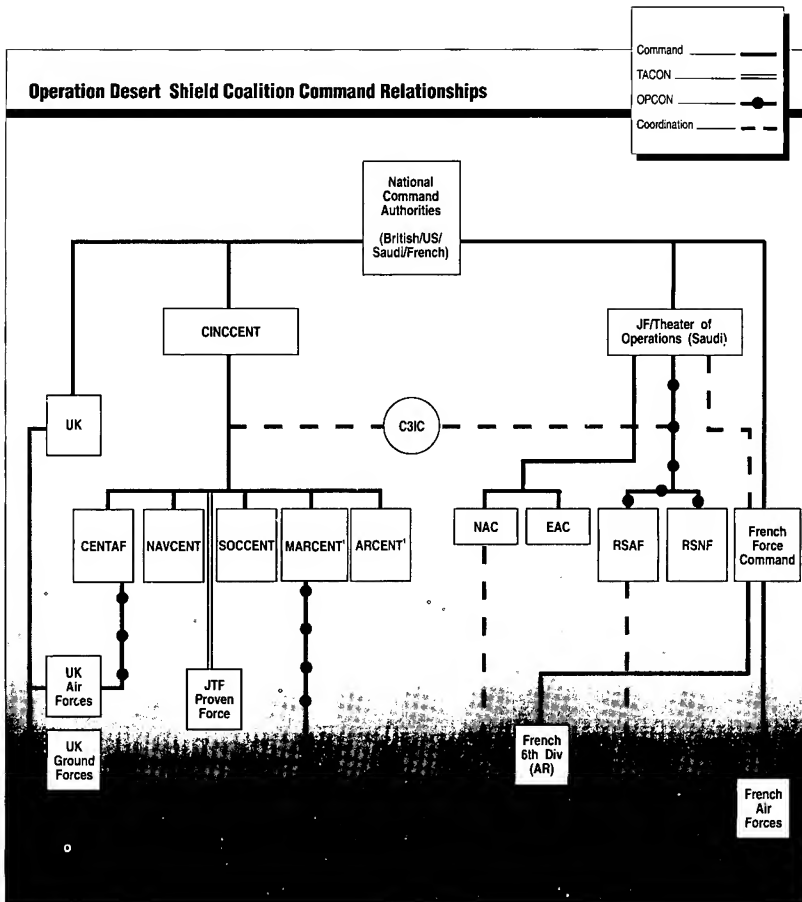 Command
TACON
OPCON
Coordination
Operation Desert Shield Coalition Command Relationships
National
Command
Authorities
(British/US/
Saudi/French)
CINCCENT
JF/Theater of
Operations (Saudi)
UK
C3IC
CENTAF
NAVCENT
SOCCENT
MARCENT¹
ARCENT¹
NAC
EAC
RSAF
RSNF
French
Force
Command
UK
Air
Forces
JTF
Proven
Force
UK
Ground
Forces
French
6th Div
(AR)
French
Air
Forces